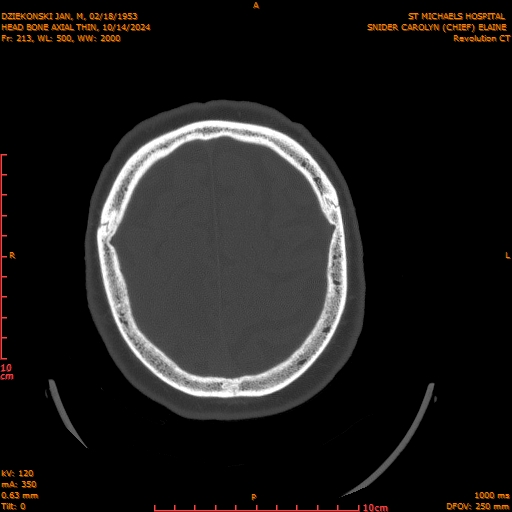 A
DZIEKONSKI JAN, M, 02/18/1953
HEAD BONE AXIAL THIN, 10/14/2024
Fr: 213, WL: 500, WW: 2000
ST MICHAELS HOSPITAL
SNIDER CAROLYN (CHIEF) ELAINE
Revolution CT
R
L
10
cm
kV: 120
mA: 350
0.63 mm
Tilt: 0
P
10cm
1000 ms
DFOV: 250 mm